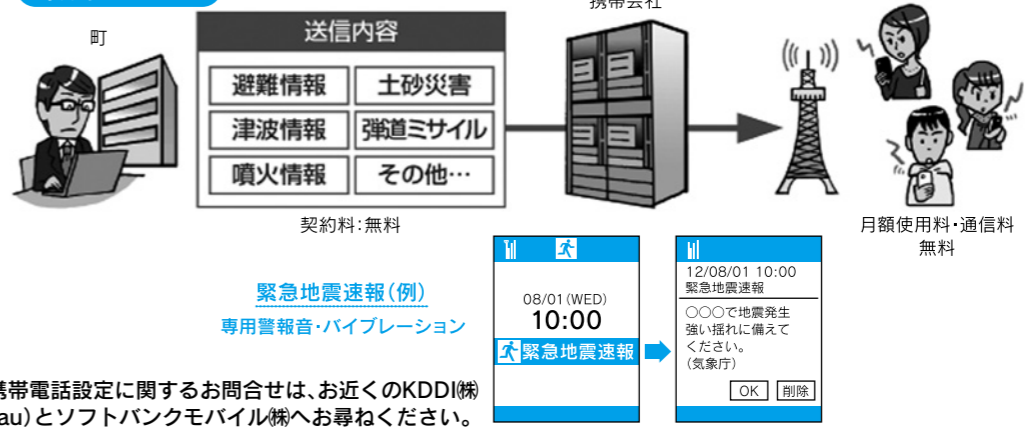 町
送信内容
避難情報
土砂災害
津波情報
弾道ミサイル
噴火情報
その他…
契約料:無料
月額使用料・通信料
無料
緊急地震速報(例)
専用警報音・バイブレーション
08/01(WED)
10:00
緊急地震速報
12/08/01 10:00
緊急地震速報
○○○で地震発生
強い揺れに備えて
ください。
(気象庁)
OK
削除
携帯電話設定に関するお問合せは、お近くのKDDI㈱
au)とソフトバンクモバイル㈱へお尋ねください。